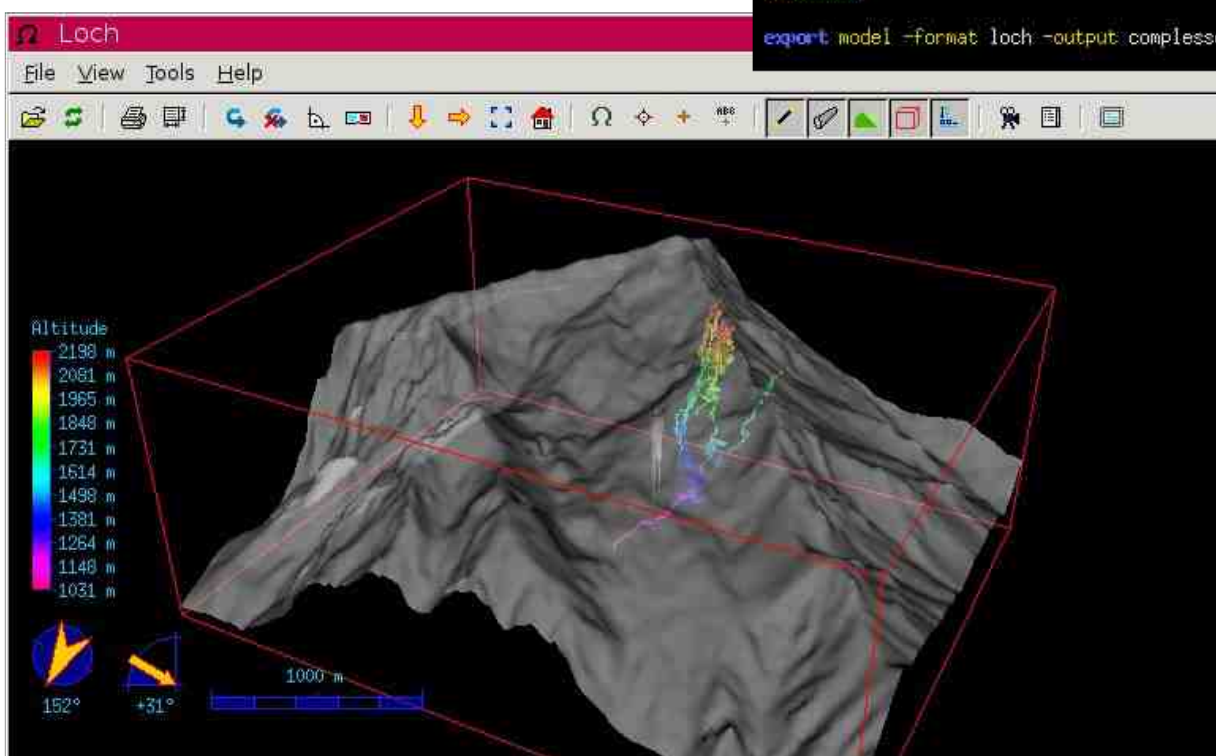 export model -format loch -output compless
Loch
File View Tools Help
ABC
Altitude
2198 m
2081 m
1965 m
1848 m
1731 m
1614 m
1498 m
1381 m
1264 m
1148 m
1031 m
1000 m
152°
+31°